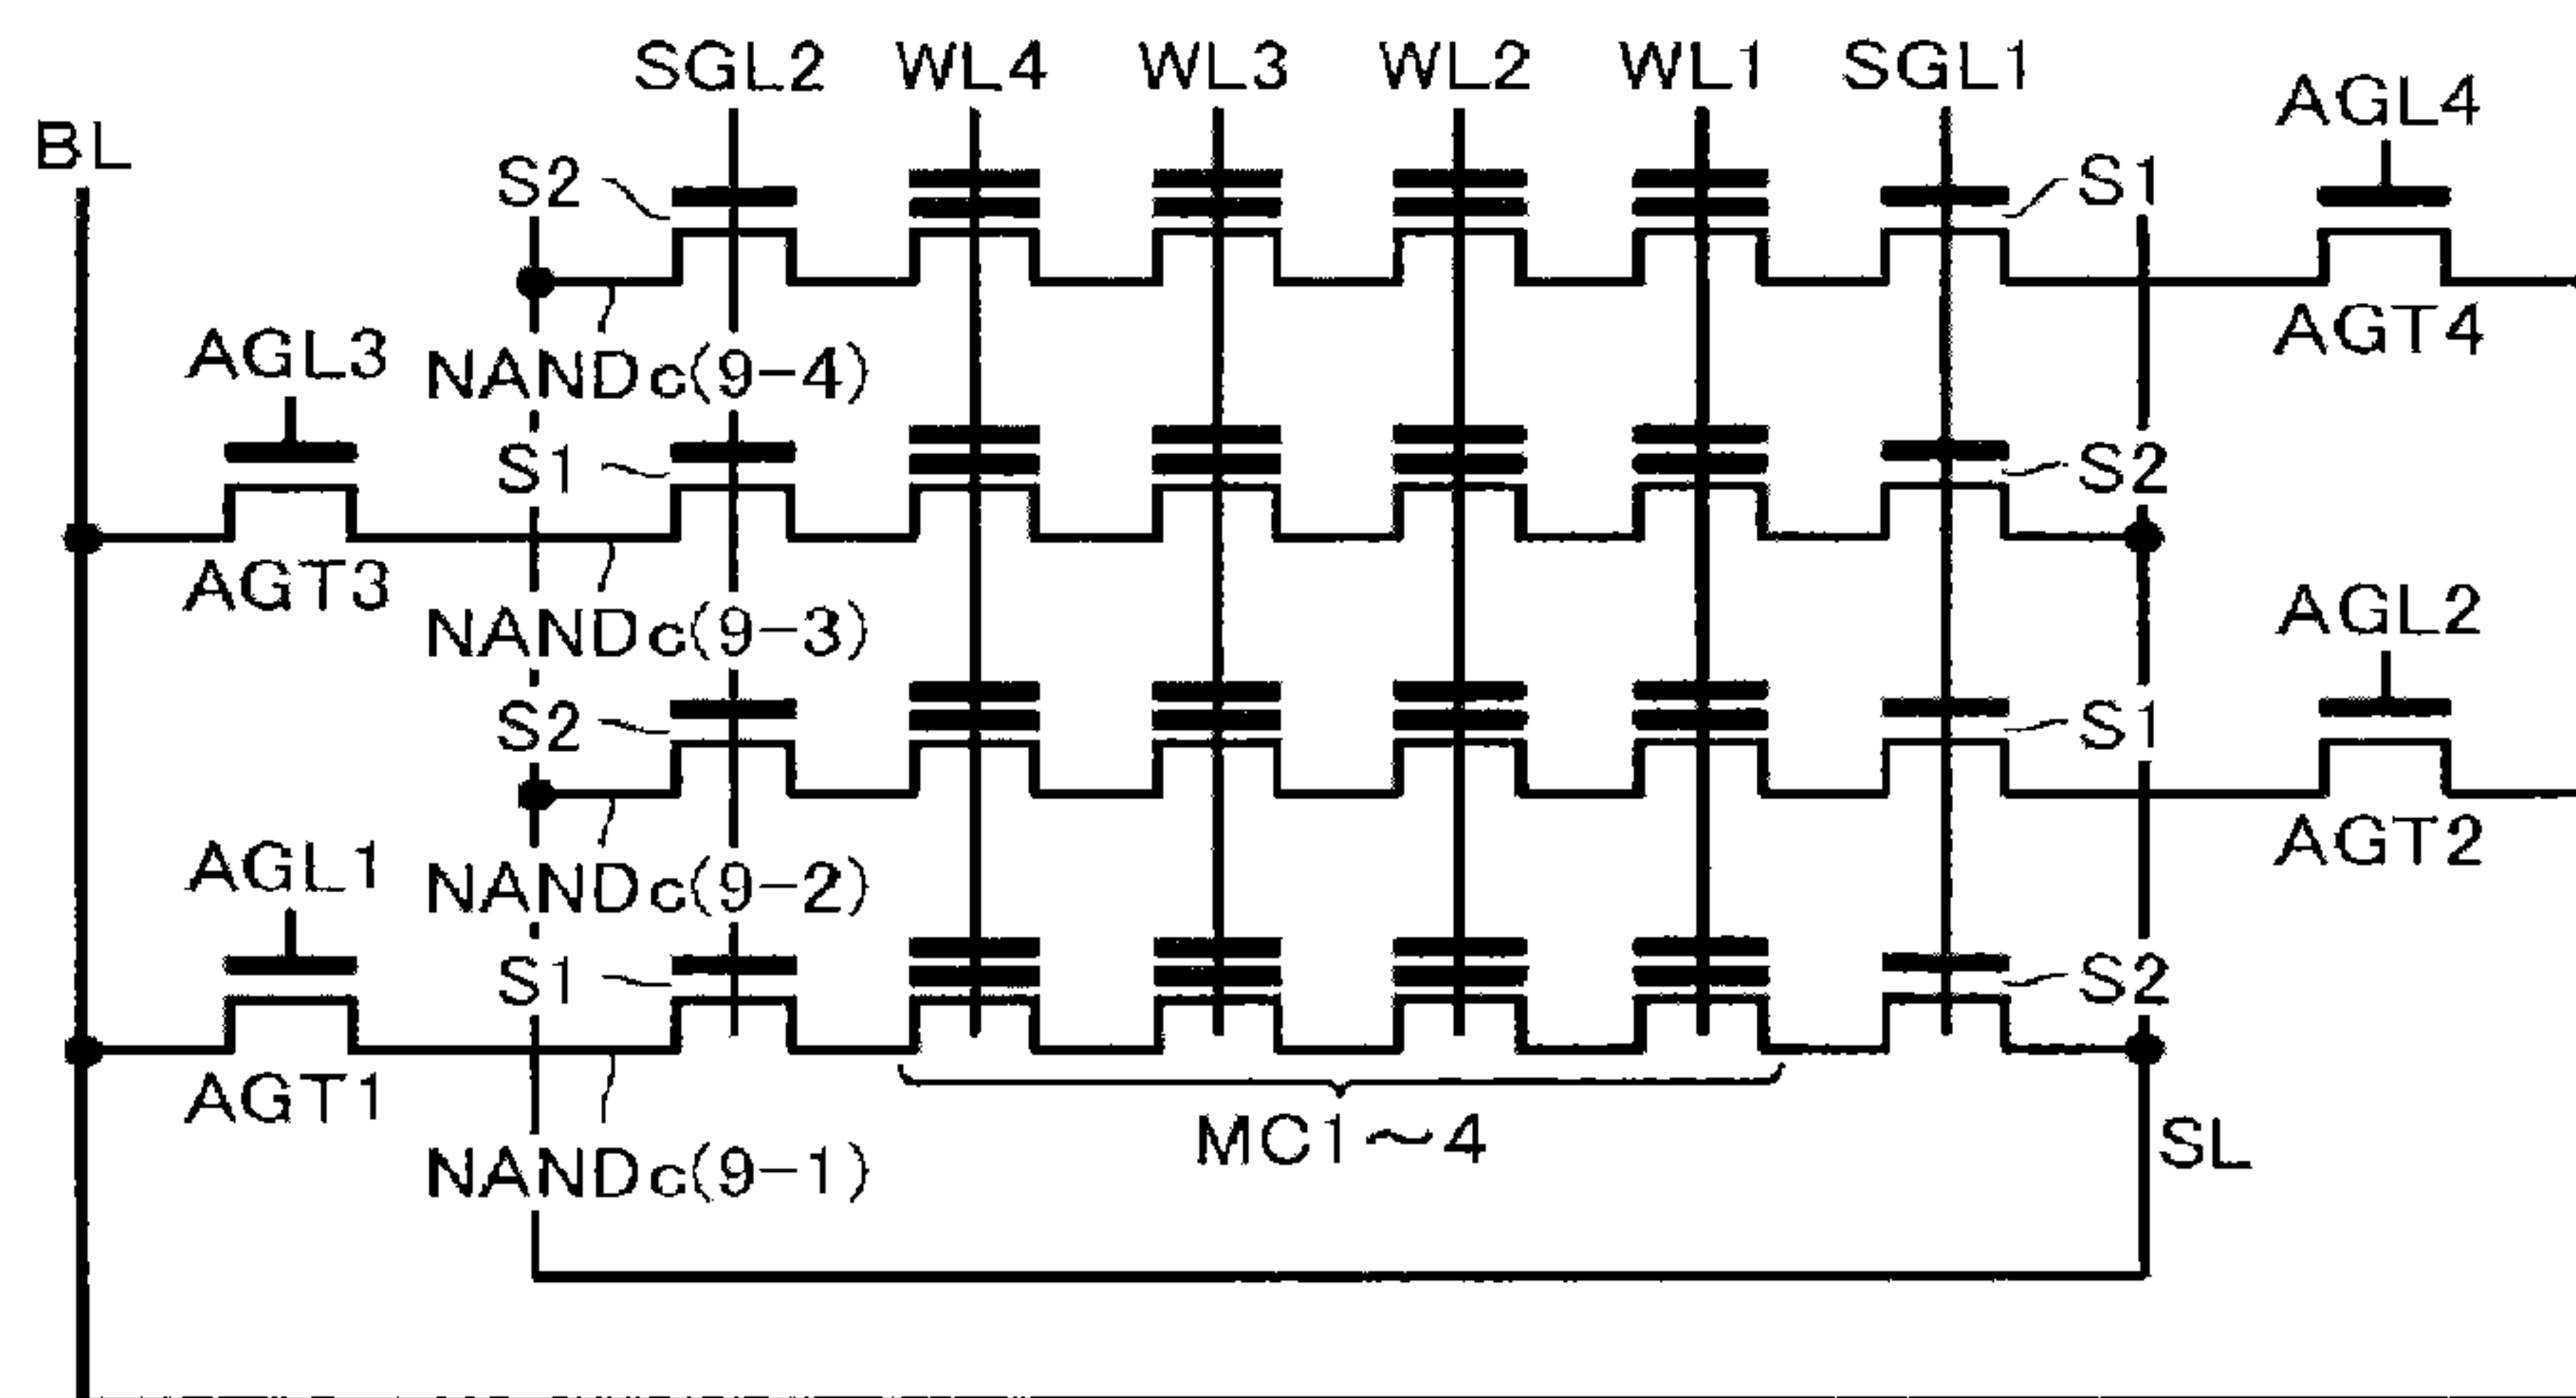 SGL2 WL4 WL3 WL2 WL1 SGL1
AGL4
BL
S2
S1
AGT4
AGL3
NANDc(9-4)
S1
S2
AGT3
AGL2
NANDc(9-3)
S2
S1
AGT2
AGL1
NANDc(9-2)
S1
S2
AGT1
MC1~4
SL
NANDc(9-1)